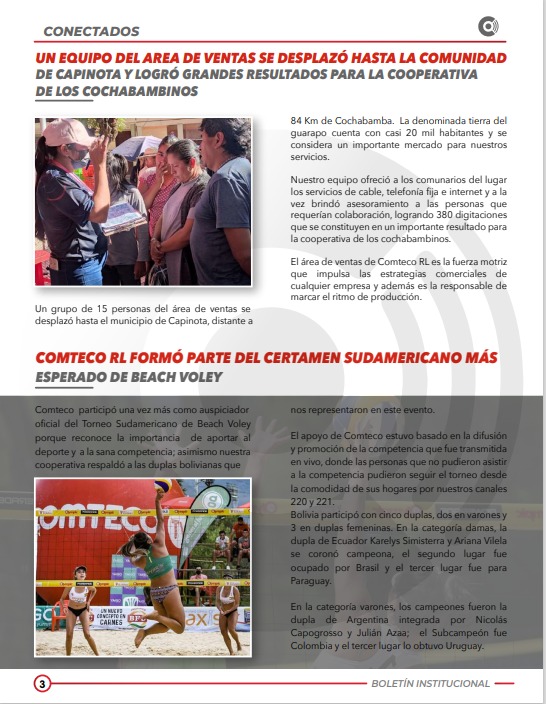 CONECTADOS
UN EQUIPO DEL AREA DE VENTAS SE DESPLAZÓ HASTA LA COMUNIDAD
DE CAPINOTA Y LOGRÓ GRANDES RESULTADOS PARA LA COOPERATIVA
DE LOS COCHABAMBINOS
Un grupo de 15 personas del área de ventas se
desplazó hasta el municipio de Capinota, distante a
84 Km de Cochabamba. La denominada tierra del
guarapo cuenta con casi 20 mil habitantes y se
considera un importante mercado para nuestros
servicios.
Nuestro equipo ofreció a los comunarios del lugar
los servicios de cable, telefonía fija e internet y a la
vez brindó asesoramiento a las personas que
requerían colaboración, logrando 380 digitaciones
que se constituyen en un importante resultado para
la cooperativa de los cochabambinos.
El área de ventas de Comteco RL es la fuerza motriz
que impulsa las estrategias comerciales de
cualquier empresa y además es la responsable de
marcar el ritmo de producción.
COMTECO RL FORMÓ PARTE DEL CERTAMEN SUDAMERICANO MÁS
ESPERADO DE BEACH VOLEY
Comteco participó una vez más como auspiciador
oficial del Torneo Sudamericano de Beach Voley
porque reconoce la importancia de aportar al
deporte y a la sana competencia; asimismo nuestra
cooperativa respaldó a las duplas bolivianas que
OMTECO
UN NUEVO
CONCEPTO EN
CARNES
BFC
axis
nos representaron en este evento.
El apoyo de Comteco estuvo basado en la difusión
y promoción de la competencia que fue transmitida
en vivo, donde las personas que no pudieron asistir
a la competencia pudieron seguir el torneo desde
la comodidad de sus hogares por nuestros canales
220 y 221.
Bolivia participó con cinco duplas, dos en varones y
3 en duplas femeninas. En la categoría damas, la
dupla de Ecuador Karelys Simisterra y Ariana Vilela
se coronó campeona, el segundo lugar fue
ocupado por Brasil y el tercer lugar fue para
Paraguay.
En la categoría varones, los campeones fueron la
dupla de Argentina integrada por Nicolás
Capogrosso y Julián Azaa; el Subcampeón fue
Colombia y el tercer lugar lo obtuvo Uruguay.
3
BOLETÍN INSTITUCIONAL